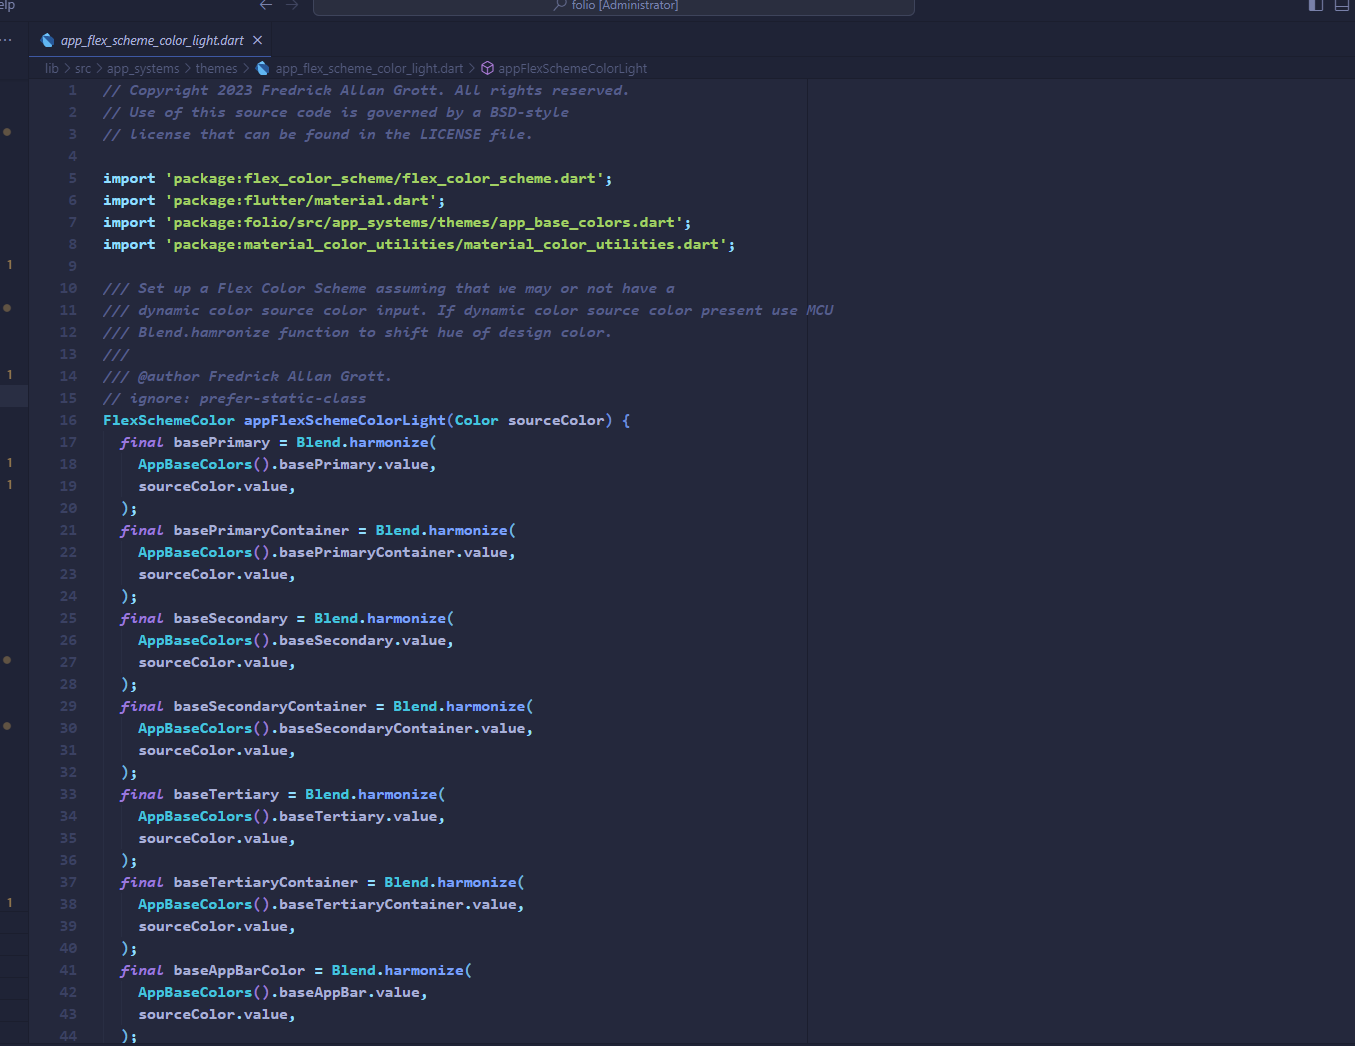 elp
folio [Administrator]
app_flex_scheme_color_light.dart
lib > src > app_systems > themes > app_flex_scheme_color_light.dart > appFlexSchemeColorLight
1 // Copyright 2023 Fredrick Allan Grott. All rights reserved.
2 // Use of this source code is governed by a BSD-style
3 // license that can be found in the LICENSE file.
4
5 import 'package:flex_color_scheme/flex_color_scheme.dart';
6 import 'package:flutter/material.dart';
7 import 'package:folio/src/app_systems/themes/app_base_colors.dart';
8 import 'package:material_color_utilities/material_color_utilities.dart';
1 9
10 /// Set up a Flex Color Scheme assuming that we may or not have a
11 /// dynamic color source color input. If dynamic color source color present use MCU
12 /// Blend.hamronize function to shift hue of design color.
13 ///
1 14 /// @author Fredrick Allan Grott.
15 // ignore: prefer-static-class
16 FlexSchemeColor appFlexSchemeColorLight(Color sourceColor) {
17 final basePrimary = Blend.harmonize(
1 18 AppBaseColors().basePrimary.value,
1 19 sourceColor.value,
20 );
21 final basePrimaryContainer = Blend.harmonize(
22 AppBaseColors().basePrimaryContainer.value,
23 sourceColor.value,
24 );
25 final baseSecondary = Blend.harmonize(
26 AppBaseColors().baseSecondary.value,
27 sourceColor.value,
28 );
29 final baseSecondaryContainer = Blend.harmonize(
30 AppBaseColors().baseSecondaryContainer.value,
31 sourceColor.value,
32 );
33 final baseTertiary = Blend.harmonize(
34 AppBaseColors().baseTertiary.value,
35 sourceColor.value,
36 );
37 final baseTertiaryContainer = Blend.harmonize(
1 38 AppBaseColors().baseTertiaryContainer.value,
39 sourceColor.value,
40 );
41 final baseAppBarColor = Blend.harmonize(
42 AppBaseColors().baseAppBar.value,
43 sourceColor.value,
44 );